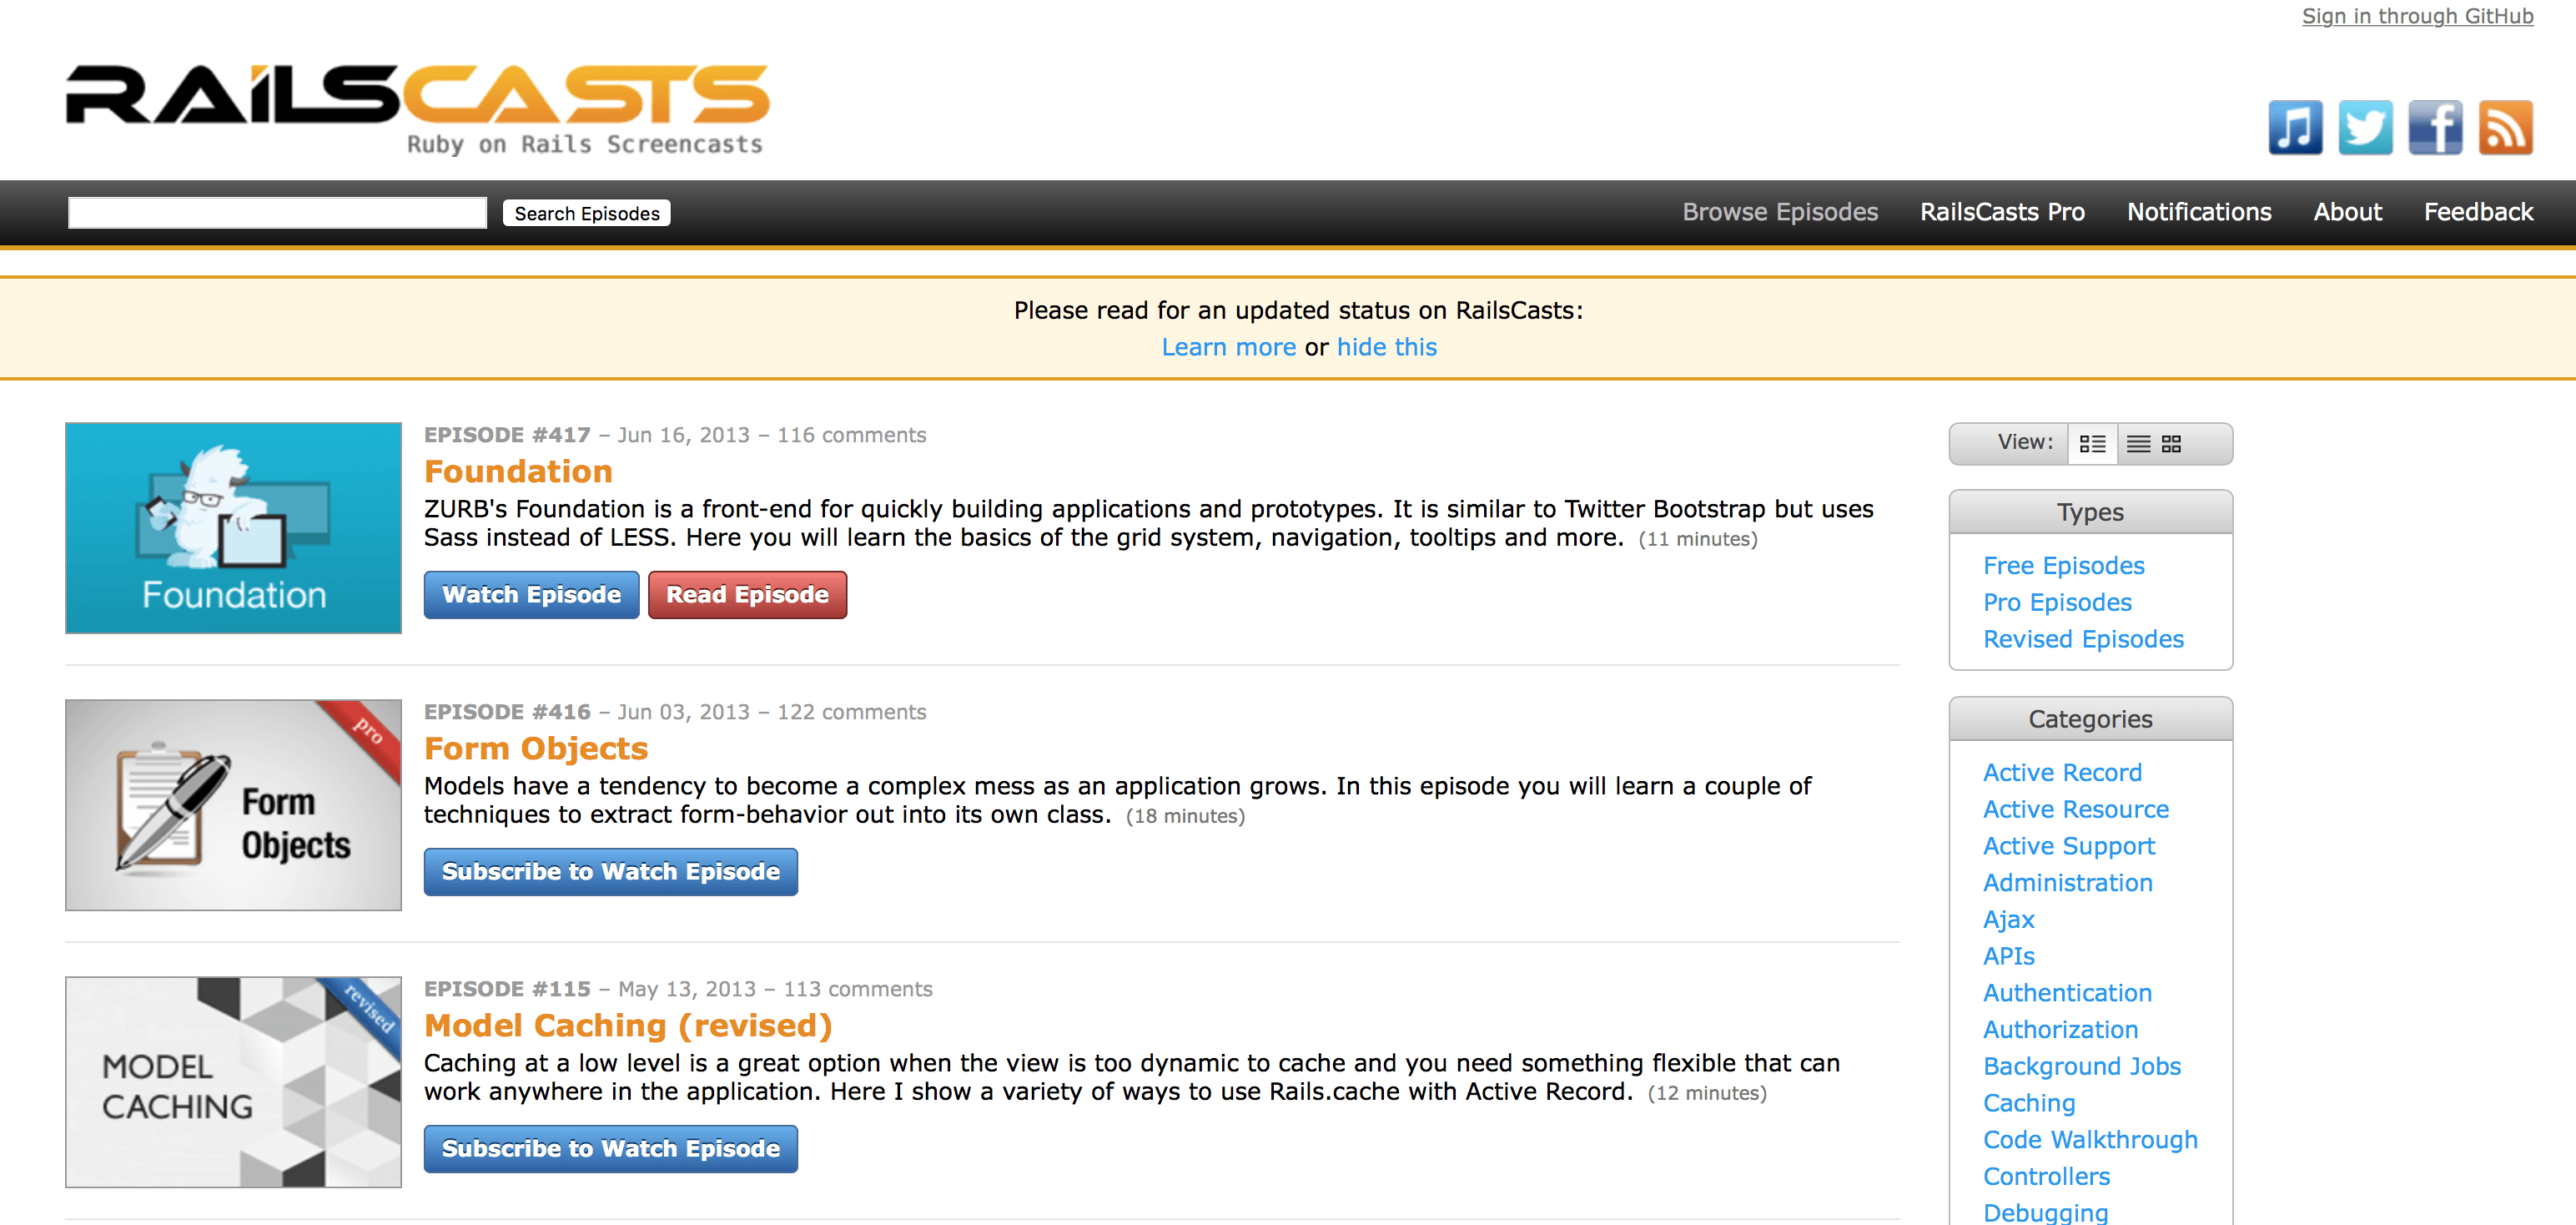 Sign in through GitHub
RAILSCASTS
Ruby on Rails Screencasts
Search Episodes
Browse Episodes RailsCasts Pro Notifications About Feedback
Please read for an updated status on RailsCasts:
Learn more or hide this
Foundation
EPISODE #417 – Jun 16, 2013 – 116 comments
Foundation
ZURB's Foundation is a front-end for quickly building applications and prototypes. It is similar to Twitter Bootstrap but uses
Sass instead of LESS. Here you will learn the basics of the grid system, navigation, tooltips and more. (11 minutes)
Watch Episode Read Episode
pro
Form
Objects
EPISODE #416 – Jun 03, 2013 – 122 comments
Form Objects
Models have a tendency to become a complex mess as an application grows. In this episode you will learn a couple of
techniques to extract form-behavior out into its own class. (18 minutes)
Subscribe to Watch Episode
revised
MODEL
CACHING
EPISODE #115 – May 13, 2013 – 113 comments
Model Caching (revised)
Caching at a low level is a great option when the view is too dynamic to cache and you need something flexible that can
work anywhere in the application. Here I show a variety of ways to use Rails.cache with Active Record. (12 minutes)
Subscribe to Watch Episode
View:
Types
Free Episodes
Pro Episodes
Revised Episodes
Categories
Active Record
Active Resource
Active Support
Administration
Ajax
APIs
Authentication
Authorization
Background Jobs
Caching
Code Walkthrough
Controllers
Debugging